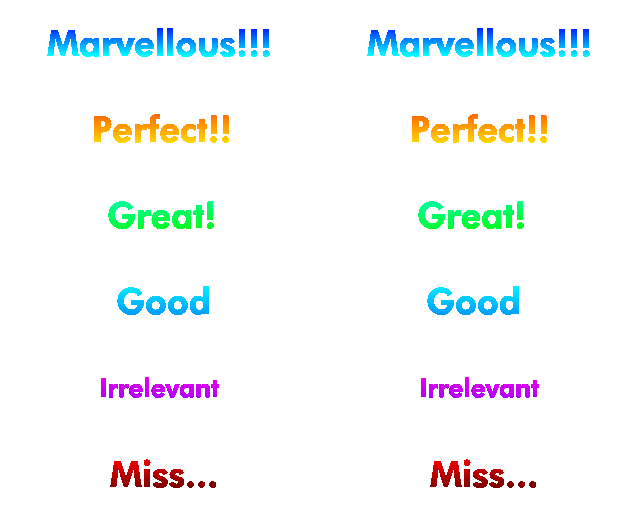 Marvellous!!! Marvellous!!!
Perfect!! Perfect!!
Great! Great!
Good Good
Irrelevant Irrelevant
Miss... Miss...